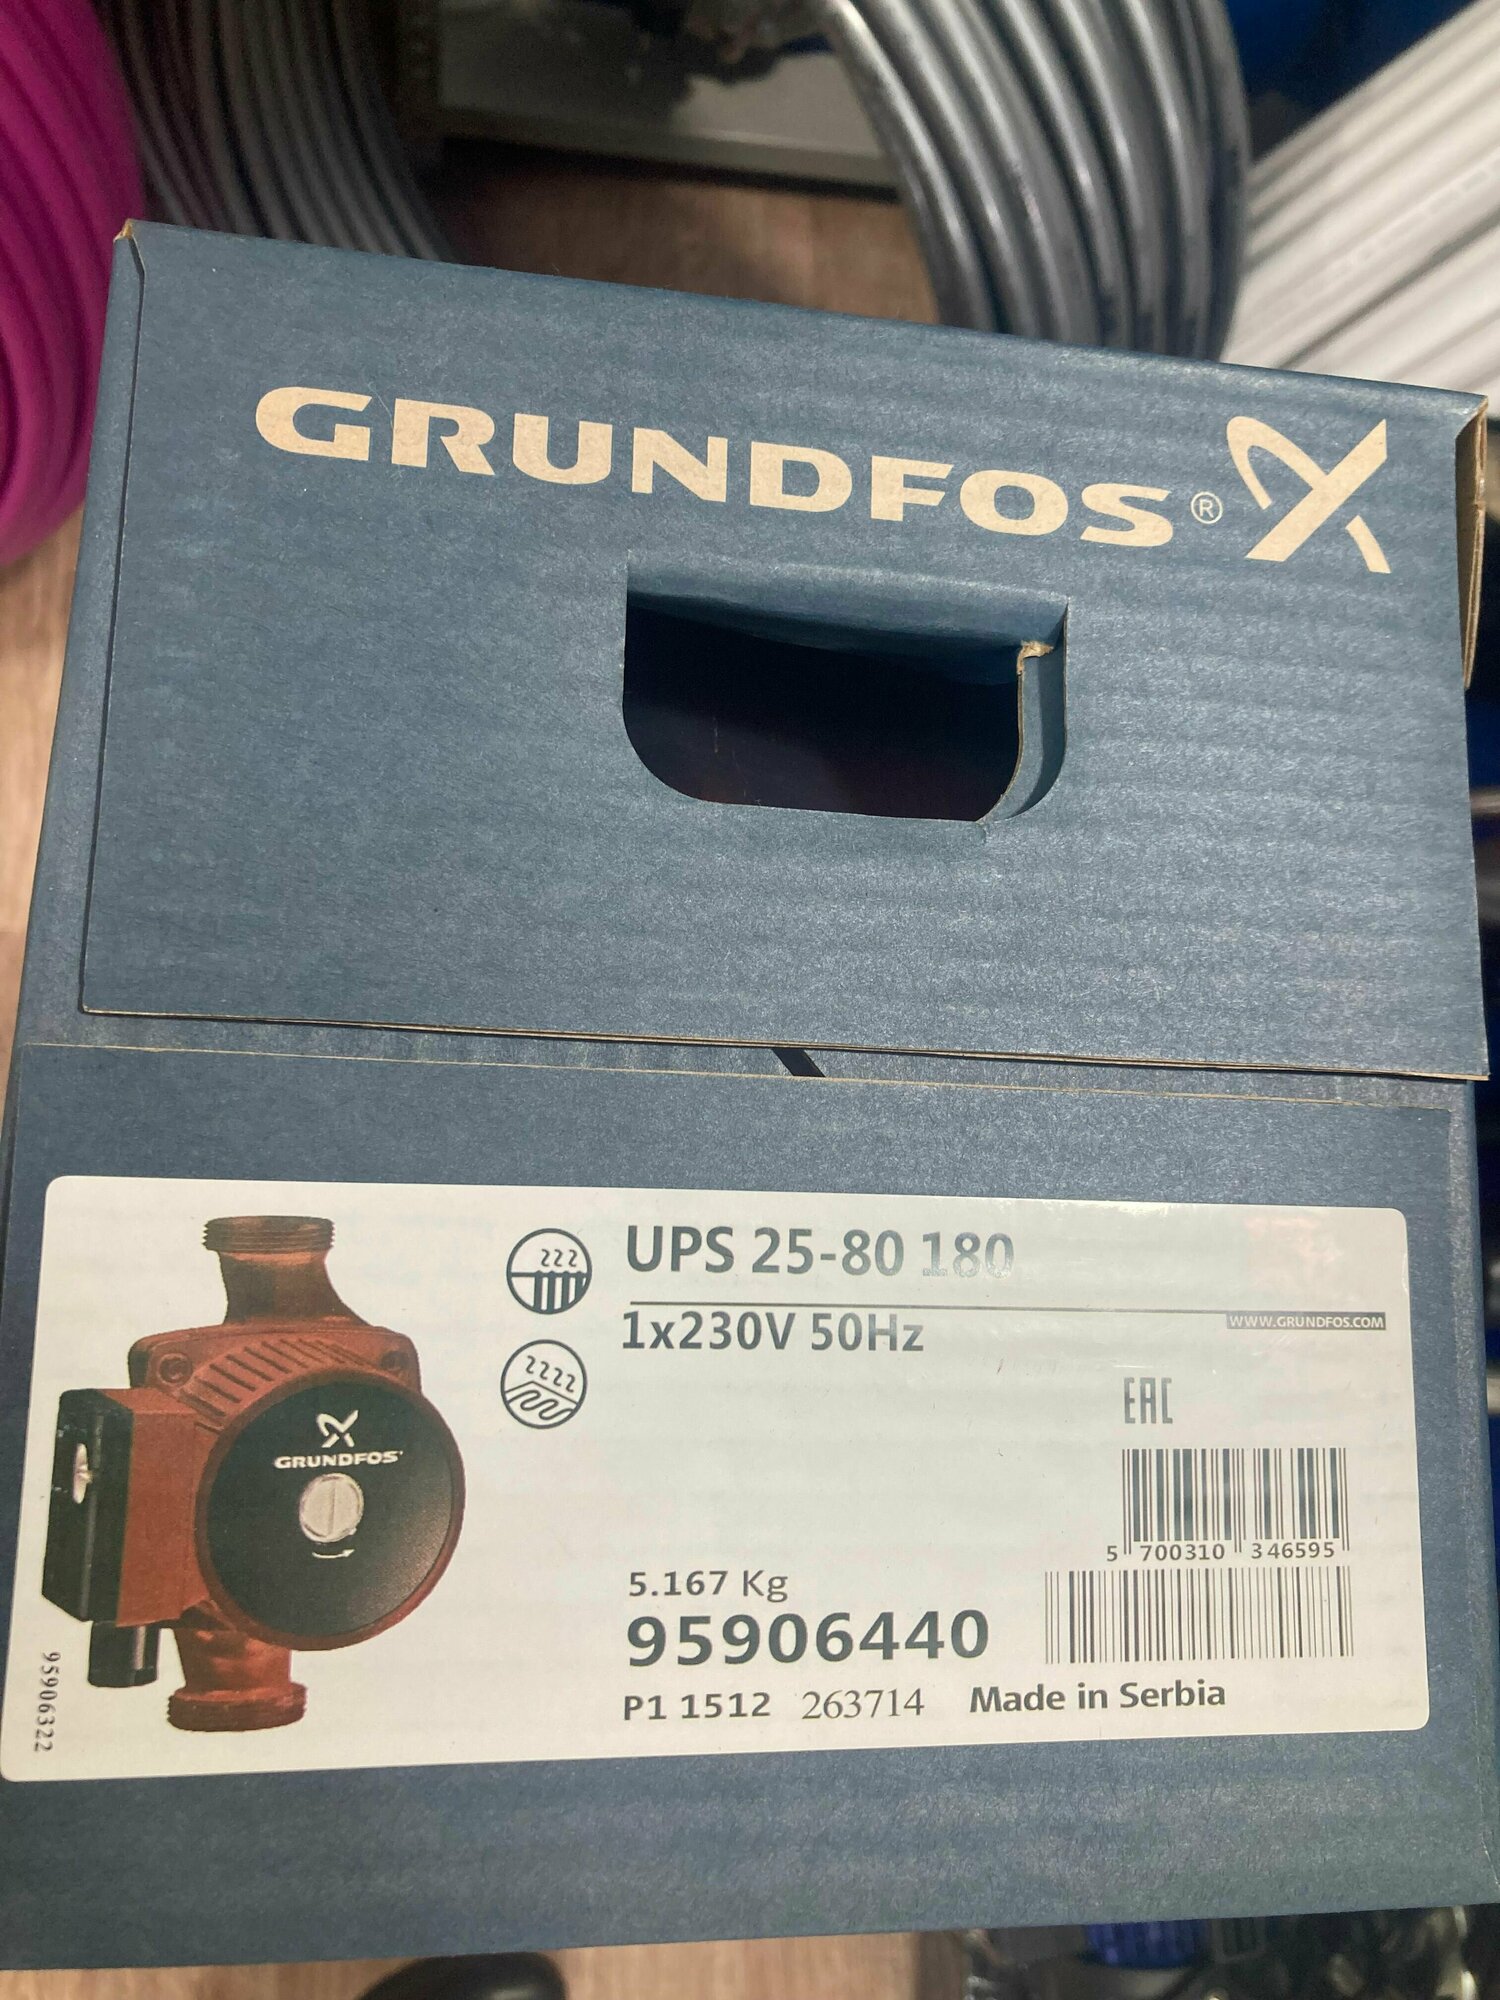 GRUNDFOS®
UPS 25-80 180
1x230V 50Hz
WWW.GRUNDFOS.COM
EAC
GRUNDFOS
5 700310 346595
5.167 Kg
95906440
P1 1512 263714 Made in Serbia
95906322